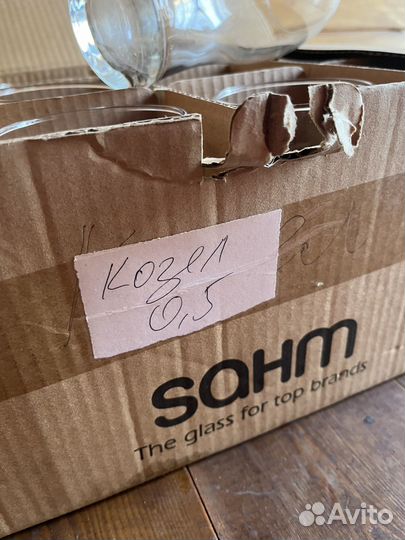 козел
0,5
sahm
The glass for top brands
Avito